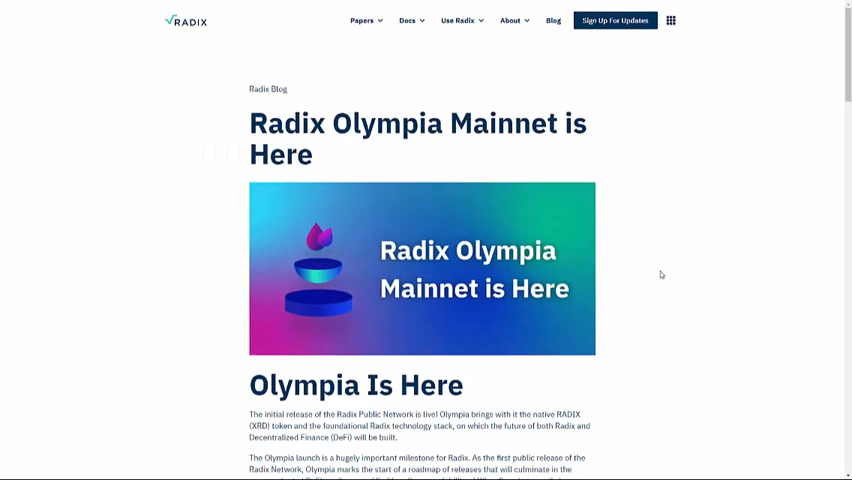 RADIX
Papers Docs Use Radix About Blog Sign Up For Updates
Radix Blog
Radix Olympia Mainnet is
Here
Radix Olympia
Mainnet is Here
Olympia Is Here
The initial release of the Radix Public Network is live! Olympia brings with it the native RADIX
(XRD) token and the foundational Radix technology stack, on which the future of both Radix and
Decentralized Finance (DeFi) will be built.
The Olympia launch is a hugely important milestone for Radix. As the first public release of the
Radix Network, Olympia marks the start of a roadmap of releases that will culminate in the